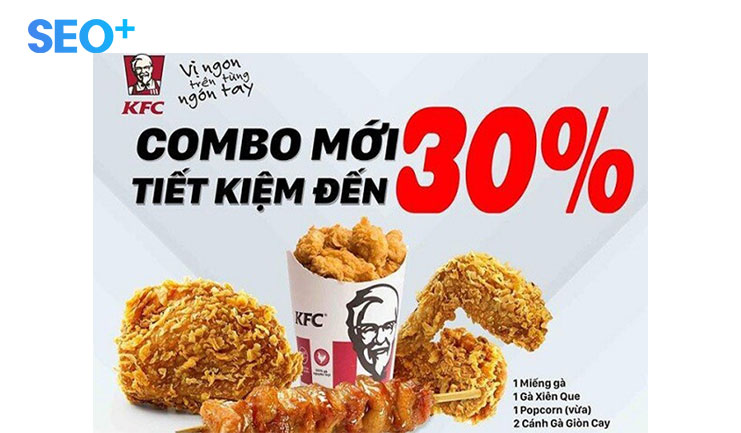 SEO+
KFC
Vị ngon
trên từng
ngón tay
COMBO MỚI
TIẾT KIỆM ĐẾN
30%
KFC
1 Miếng gà
1 Gà Xiên Que
1 Popcorn (vừa)
2 Cánh Gà Giòn Cay